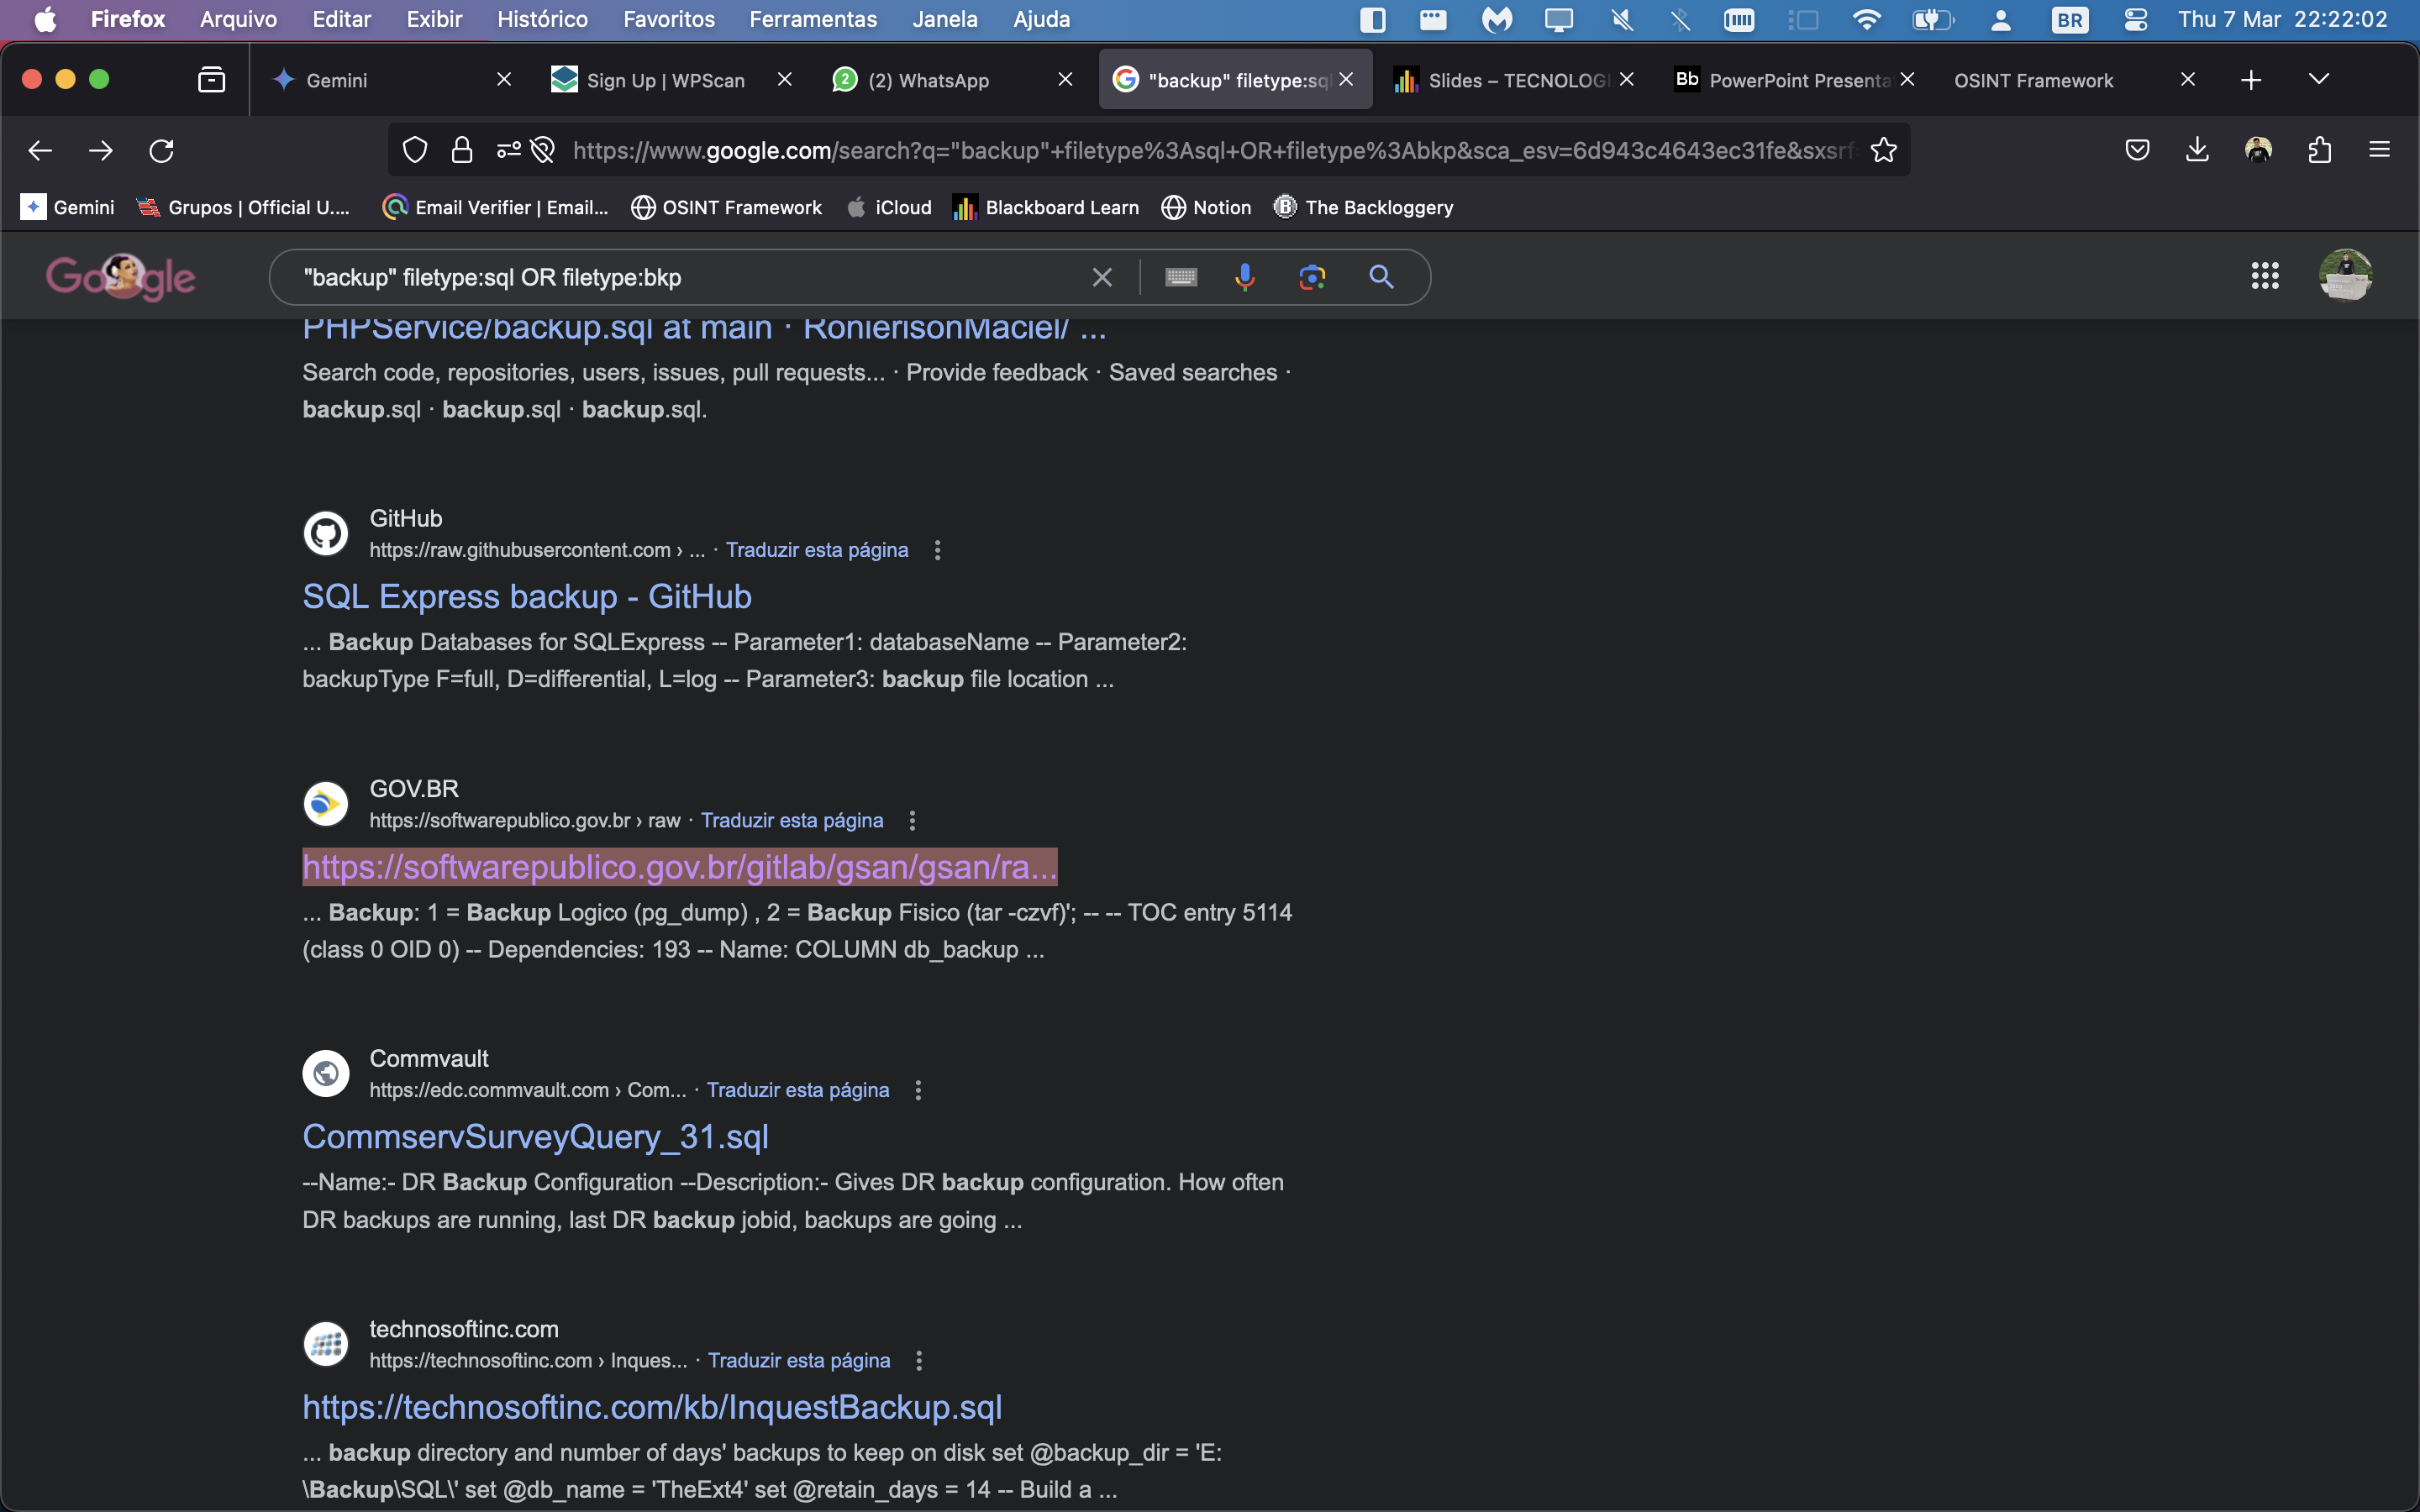 Firefox Arquivo Editar Exibir Histórico Favoritos Ferramentas Janela Ajuda BR Thu 7 Mar 22:22:02
Gemini Sign Up | WPScan 2 (2) WhatsApp "backup" filetype:sql Slides – TECNOLOGI Bb PowerPoint Presenta OSINT Framework
https://www.google.com/search?q="backup"+filetype%3Asql+OR+filetype%3Abkp&sca_esv=6d943c4643ec31fe&sxsrf
Gemini Grupos | Official U.... Email Verifier | Email... OSINT Framework iCloud Blackboard Learn Notion The Backloggery
Google "backup" filetype:sql OR filetype:bkp
PHPService/backup.sql at main · RonierisonMaciel/ ...
Search code, repositories, users, issues, pull requests... · Provide feedback · Saved searches ·
backup.sql · backup.sql · backup.sql.
GitHub
https://raw.githubusercontent.com › ... · Traduzir esta página
SQL Express backup - GitHub
... Backup Databases for SQLExpress -- Parameter1: databaseName -- Parameter2:
backupType F=full, D=differential, L=log -- Parameter3: backup file location ...
GOV.BR
https://softwarepublico.gov.br › raw · Traduzir esta página
https://softwarepublico.gov.br/gitlab/gsan/gsan/ra...
... Backup: 1 = Backup Logico (pg_dump) , 2 = Backup Fisico (tar -czvf)'; -- -- TOC entry 5114
(class 0 OID 0) -- Dependencies: 193 -- Name: COLUMN db_backup ...
Commvault
https://edc.commvault.com › Com... · Traduzir esta página
CommservSurveyQuery_31.sql
--Name:- DR Backup Configuration --Description:- Gives DR backup configuration. How often
DR backups are running, last DR backup jobid, backups are going ...
technosoftinc.com
https://technosoftinc.com › Inques... · Traduzir esta página
https://technosoftinc.com/kb/InquestBackup.sql
... backup directory and number of days' backups to keep on disk set @backup_dir = 'E:
\Backup\SQL\' set @db_name = 'TheExt4' set @retain_days = 14 -- Build a ...